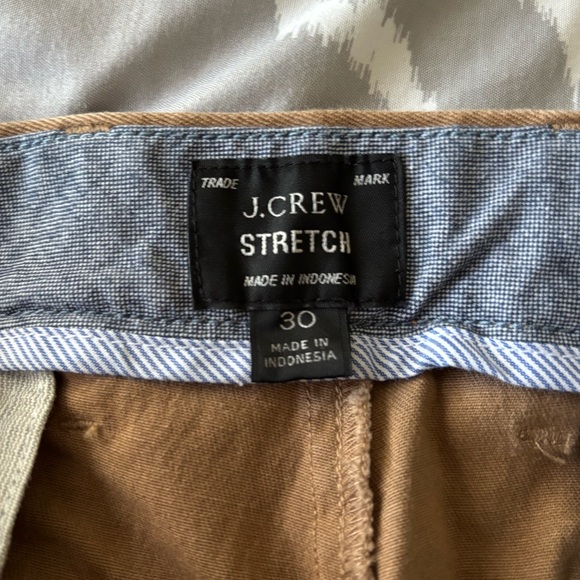 TRADE MARK
J.CREW
STRETCH
MADE IN INDONESIA
30
MADE IN
INDONESIA